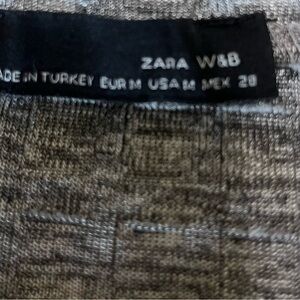 ZARA W&B
ADE IN TURKEY EUR M USA M MEX 28